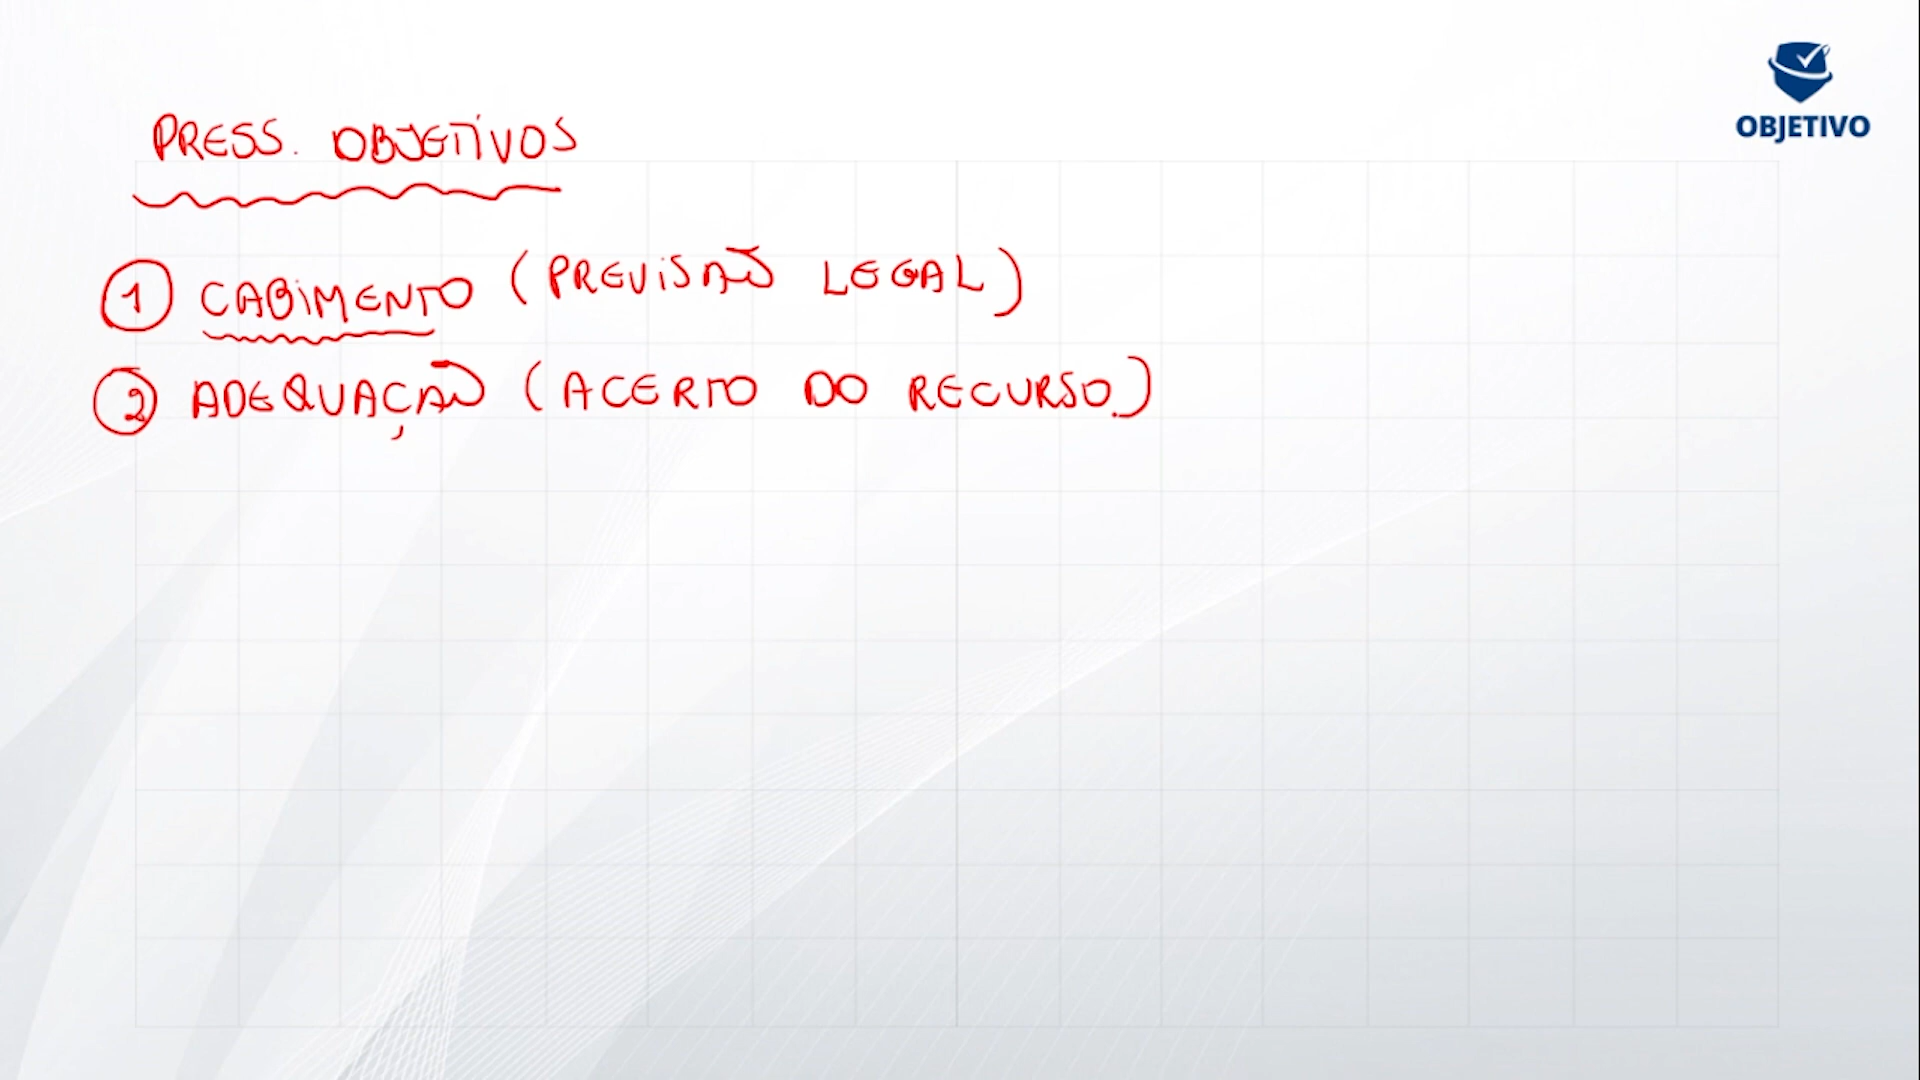 OBJETIVO
PRESS. OBJETIVOS
1 CABIMENTO (PREVISÃO LEGAL)
2 ADEQUAÇÃO (ACERTO DO RECURSO.)